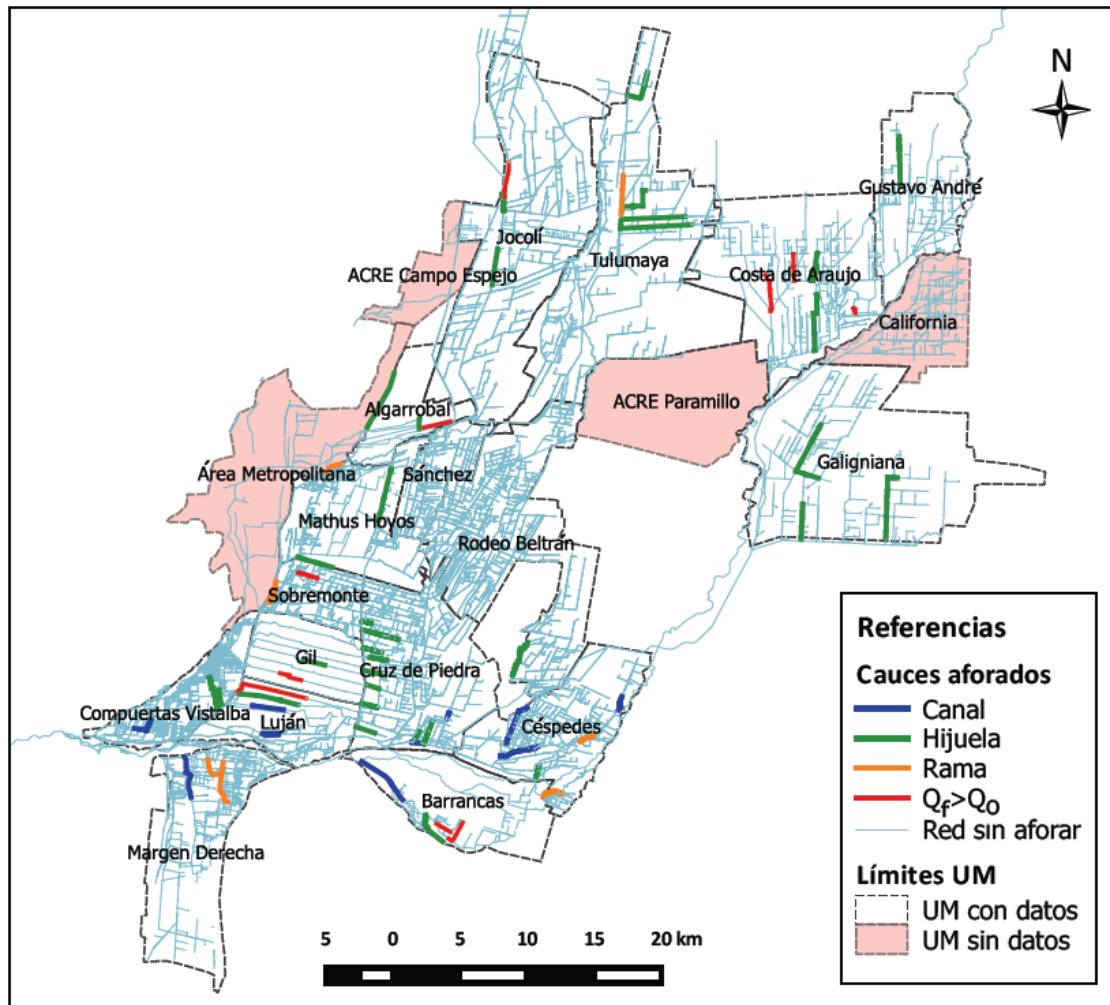 N
Gustavo André
Jocolí
Tulumaya
ACRE Campo Espejo
Costa de Araujo
California
Algarrobal
ACRE Paramillo
Área Metropolitana
Sánchez
Galigniana
Mathus Hoyos
Rodeo Beltrán
Sobremonte
Gil
Cruz de Piedra
Compuertas Vistalba
Luján
Céspedes
Barrancas
Margen Derecha
Referencias
Cauces aforados
Canal
Hijuela
Rama
Qf>Qo
Red sin aforar
Límites UM
UM con datos
UM sin datos
5 0 5 10 15 20 km